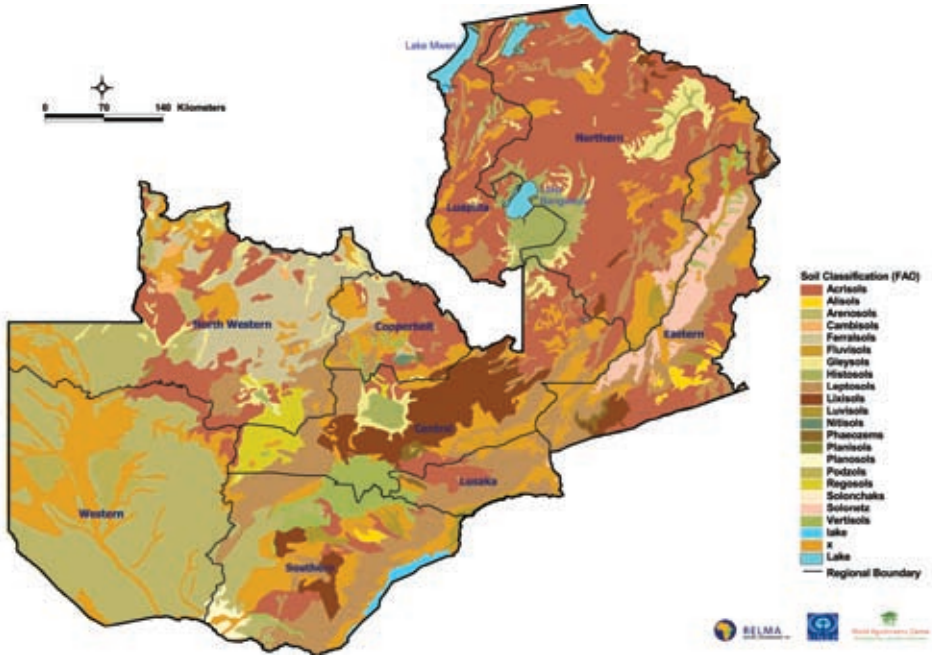 Lake Mweru
0 70 140 Kilometers
Northern
Luapula
Lake
North Western
Copperbelt
Eastern
Central
Lusaka
Western
Southern
Soil Classification (FAO)
Acrisols
Alisols
Arenosols
Cambisols
Ferralsols
Fluvisols
Gleysols
Histosols
Leptosols
Lixisols
Luvisols
Nitisols
Phaeozems
Planisols
Planosols
Podzols
Regosols
Solonchaks
Solonetz
Vertisols
lake
x
Lake
Regional Boundary
RELMA
World Agroforestry Centre